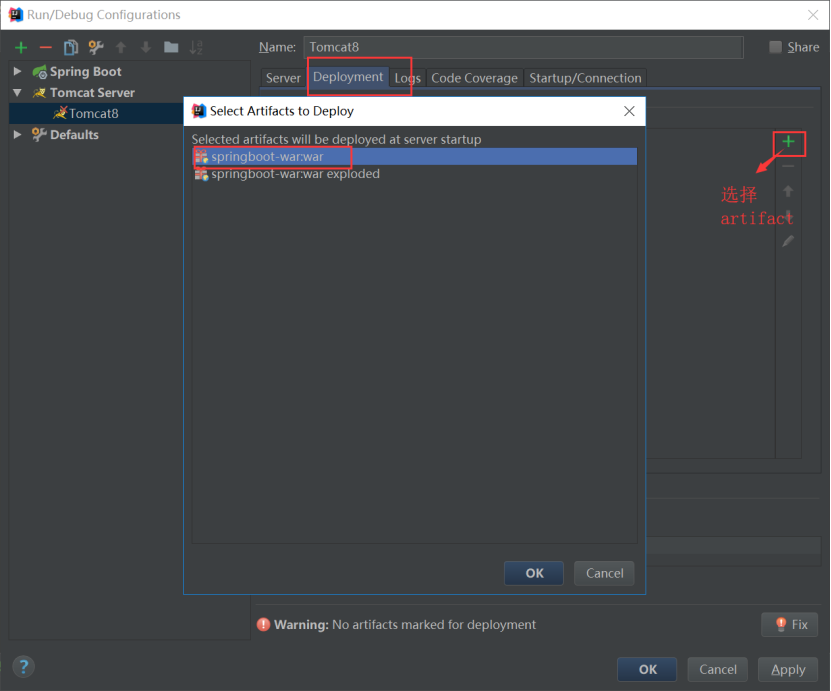 Run/Debug Configurations
Name: Tomcat8
Share
Spring Boot
Tomcat Server
Tomcat8
Defaults
Server Deployment Logs Code Coverage Startup/Connection
Select Artifacts to Deploy
Selected artifacts will be deployed at server startup
springboot-war:war
springboot-war:war exploded
选择
artifact
OK Cancel
Warning: No artifacts marked for deployment
Fix
OK Cancel Apply